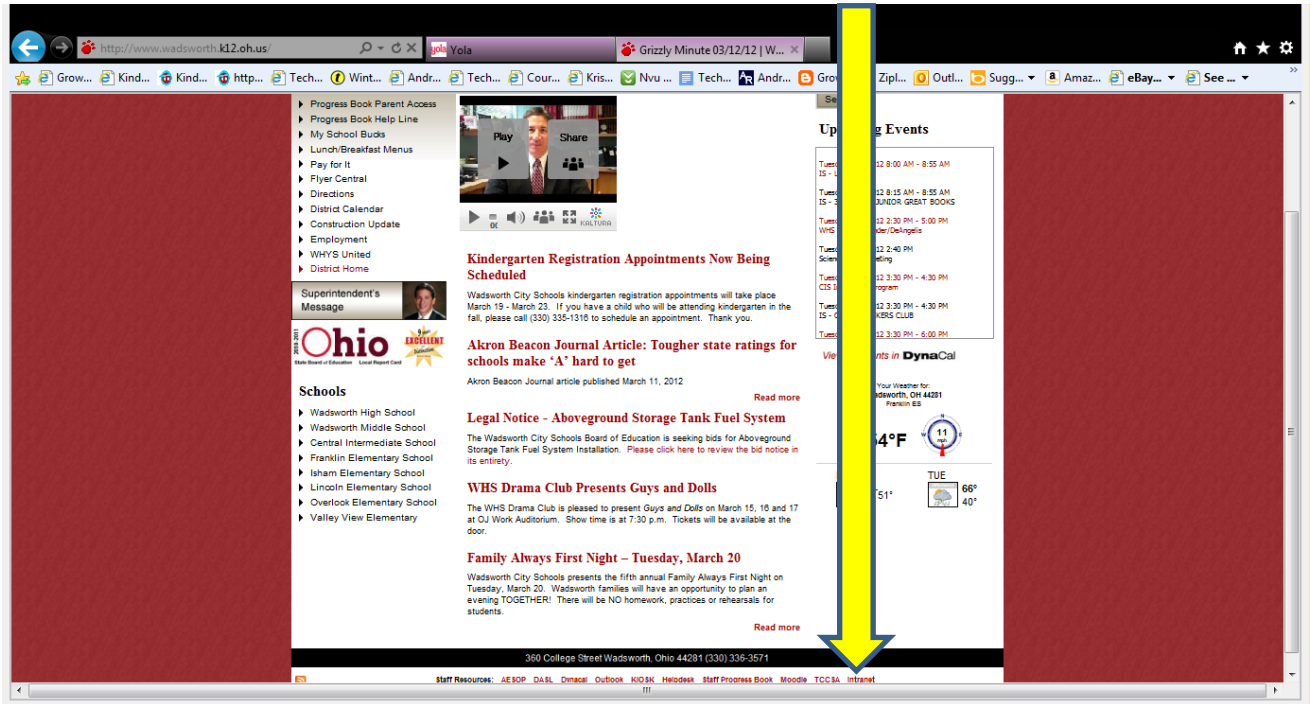 http://www.wadsworth.k12.oh.us/
yola Yola
Grizzly Minute 03/12/12 | W...
Grow... Kind... Kind... http... Tech... Wint... Andr... Tech... Cour... Kris... Nvu ... Tech... Andr... Zipl... Outl... Sugg... Amaz... eBay... See ...
Progress Book Parent Access
Progress Book Help Line
My School Bucks
Lunch/Breakfast Menus
Pay for It
Flyer Central
Directions
District Calendar
Construction Update
Employment
WHYS United
District Home
Superintendent's
Message
Ohio
EXCELLENT
State Board of Education Local Report Card
Schools
Wadsworth High School
Wadsworth Middle School
Central Intermediate School
Franklin Elementary School
Isham Elementary School
Lincoln Elementary School
Overlook Elementary School
Valley View Elementary
Play Share
KALTURA
Kindergarten Registration Appointments Now Being
Scheduled
Wadsworth City Schools kindergarten registration appointments will take place
March 19 - March 23. If you have a child who will be attending kindergarten in the
fall, please call (330) 335-1316 to schedule an appointment. Thank you.
Akron Beacon Journal Article: Tougher state ratings for
schools make ‘A’ hard to
get
Akron Beacon Journal article published March 11, 2012
Read more
Legal Notice - Aboveground Storage Tank Fuel System
The Wadsworth City Schools Board of Education is seeking bids for Aboveground
Storage Tank Fuel System Installation. Please click here to review the bid notice in
its entirety.
WHS Drama Club Presents Guys and Dolls
The WHS Drama Club is pleased to present Guys and Dolls on March 15, 16 and 17
at OJ Work Auditorium. Show time is at 7:30 p.m. Tickets will be available at the
door.
Family Always First Night – Tuesday, March 20
Wadsworth City Schools presents the fifth annual Family Always First Night on
Tuesday, March 20. Wadsworth families will have an opportunity to plan an
evening TOGETHER! There will be NO homework, practices or rehearsals for
students.
Read more
Events
12 8:00 AM - 8:55 AM
IS -
12 8:15 AM - 8:55 AM
IS - JUNIOR GREAT BOOKS
12 2:30 PM - 5:00 PM
WHS /DeAngelis
12 2:40 PM
12 3:30 PM - 4:30 PM
CIS
12 3:30 PM - 4:30 PM
IS - CLUB
12 3:30 PM - 6:00 PM
in DynaCal
Your Weather for:
OH 44281
Franklin ES
N
W
11
mph
4°F
TUE
51°
66°
40°
360 College Street Wadsworth, Ohio 44281 (330) 336-3571
Staff Resources: AESOP DASL Dynacal Outlook KIOSK Helpdesk Staff Progress Book Moodle TCCSA Intranet